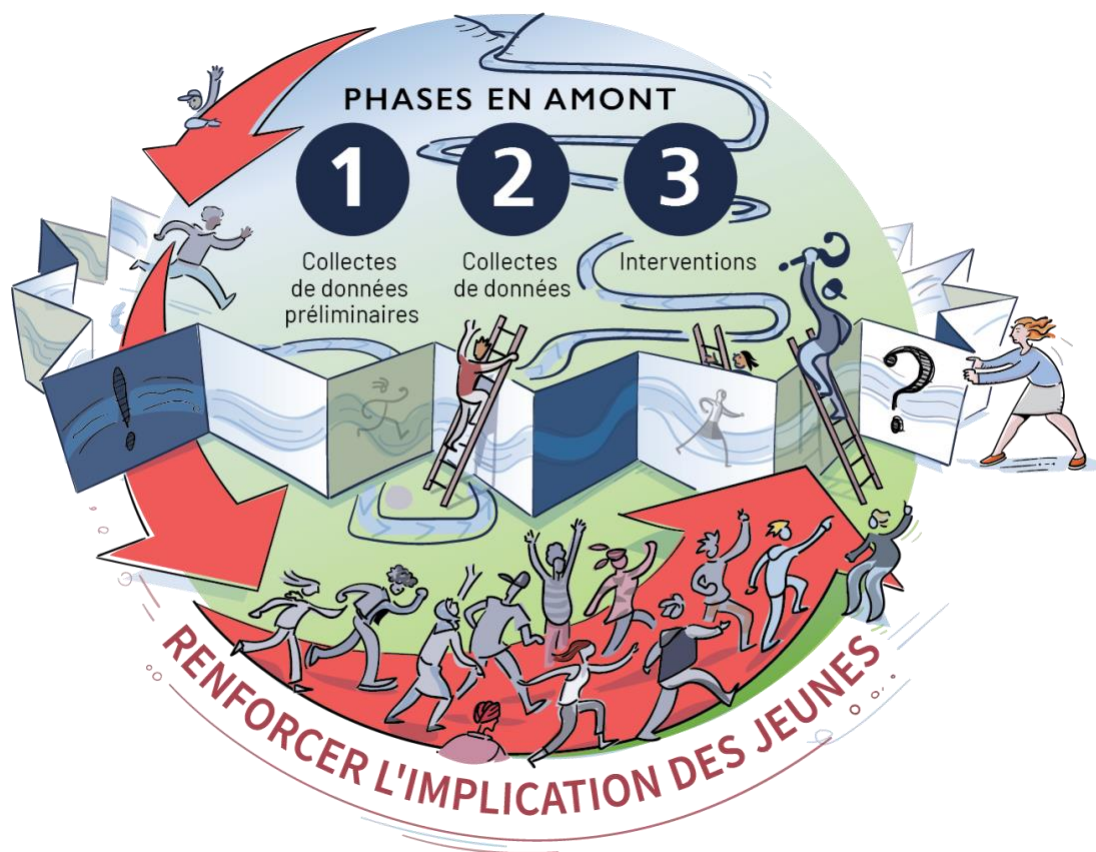 PHASES EN AMONT
1
2
3
Collectes
de données
préliminaires
Collectes
de données
Interventions
!
?
RENFORCER L'IMPLICATION DES JEUNES